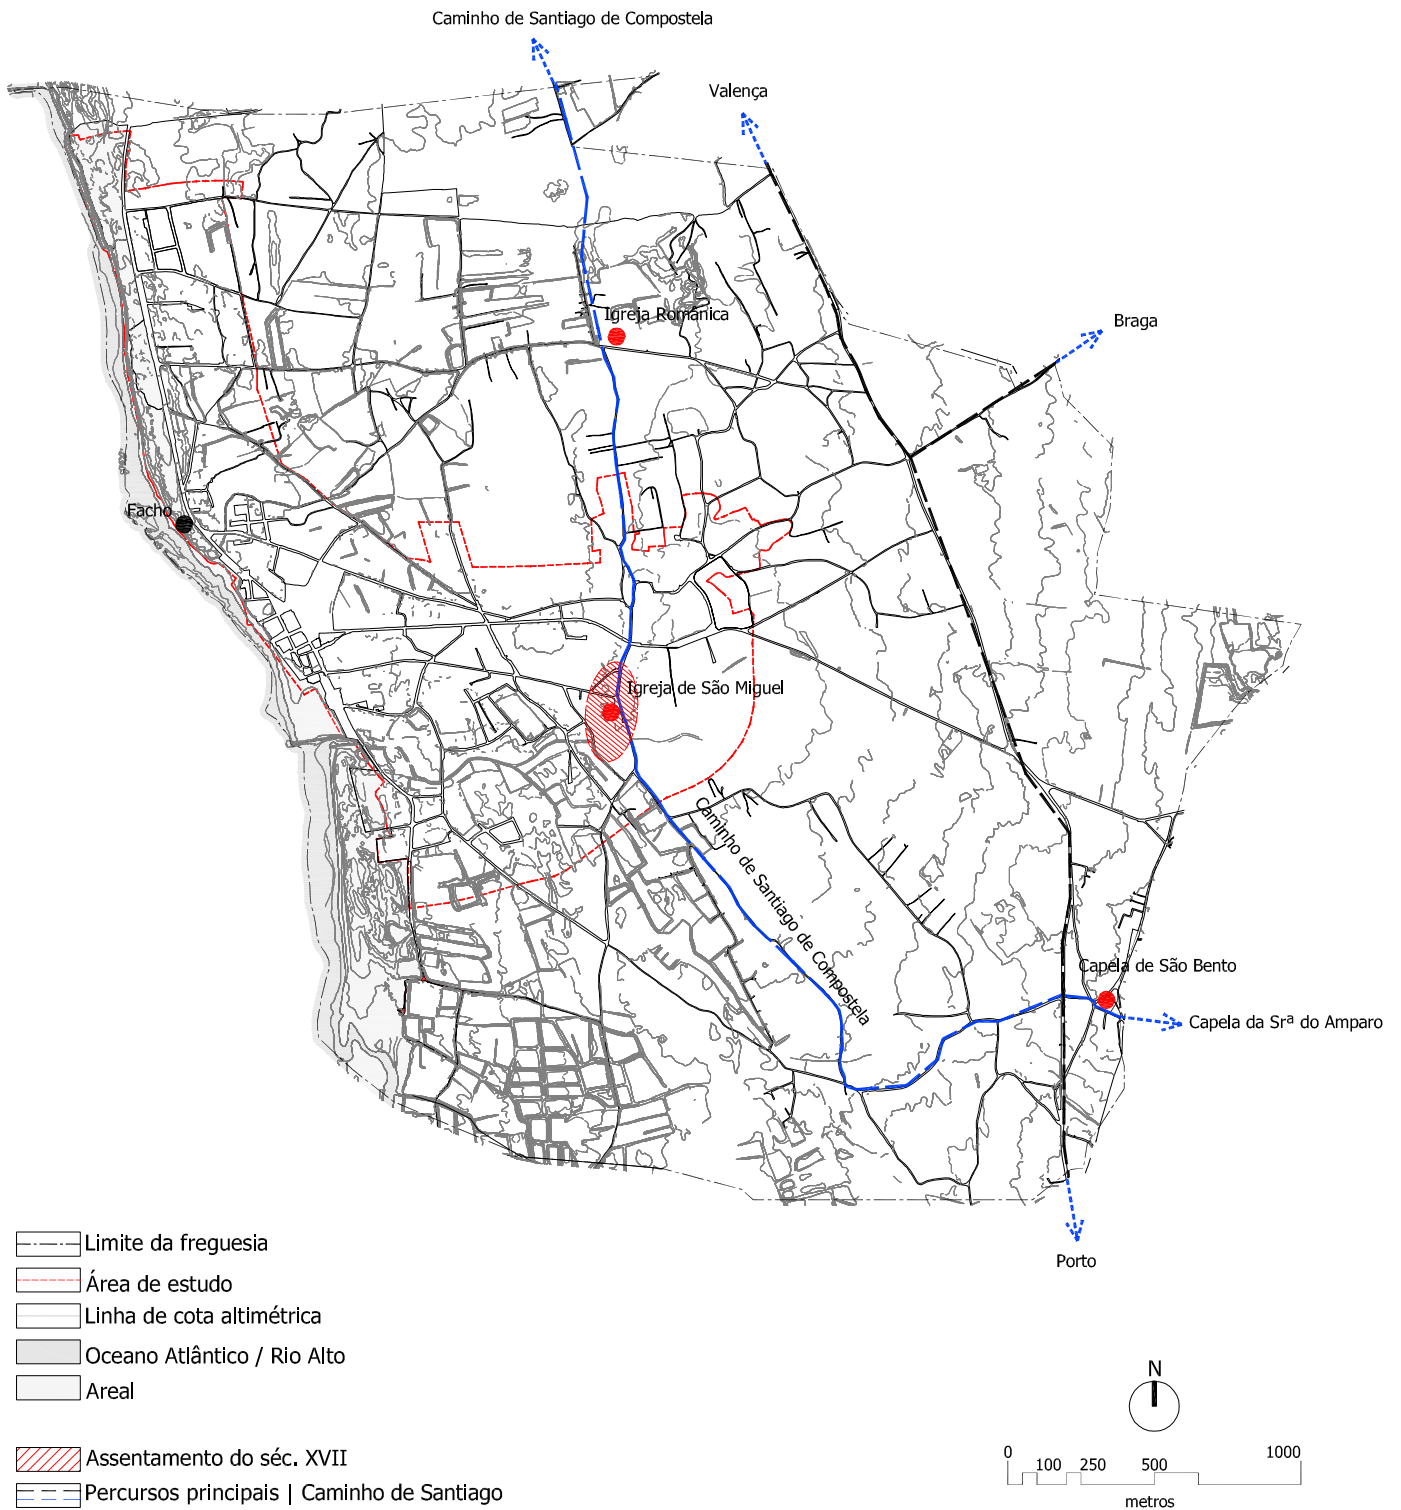 Caminho de Santiago de Compostela
Valença
Braga
Igreja Românica
Facho
Igreja de São Miguel
Caminho de Santiago de Compostela
Capela de São Bento
Capela da Srª do Amparo
Porto
Limite da freguesia
Área de estudo
Linha de cota altimétrica
Oceano Atlântico / Rio Alto
Areal
Assentamento do séc. XVII
Percursos principais | Caminho de Santiago
N
0 100 250 500 1000
metros